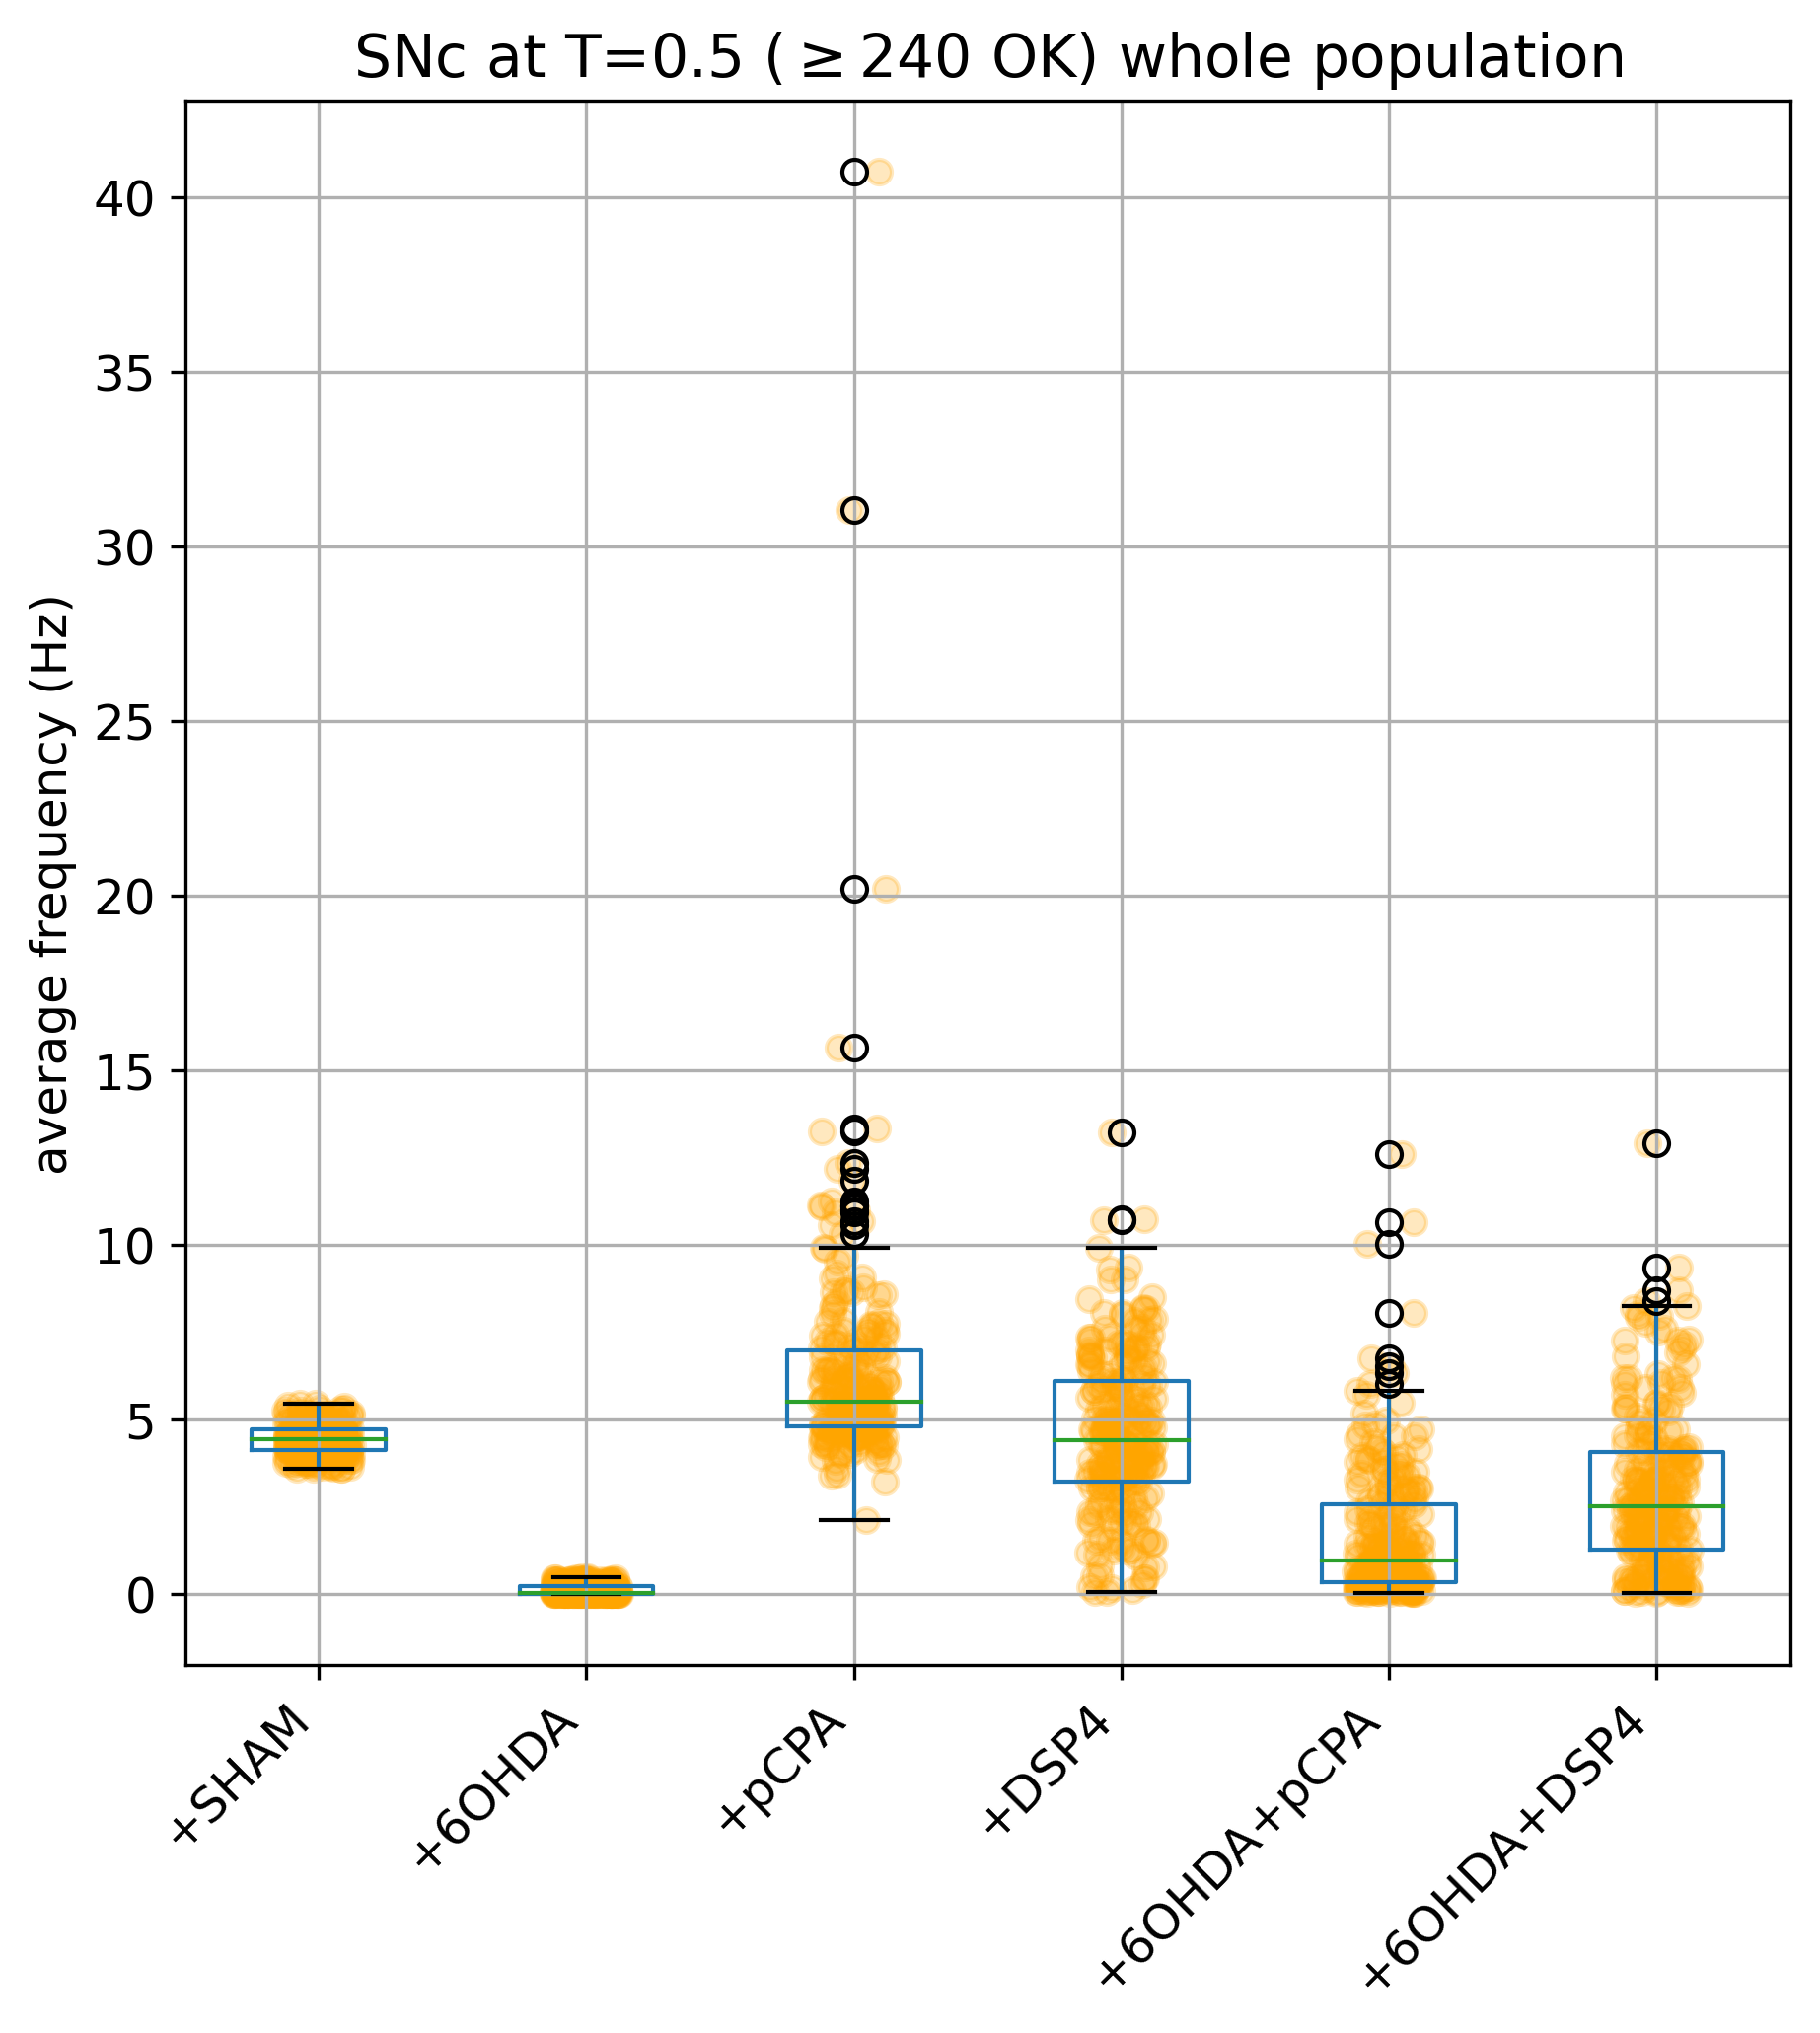 SNc at T=0.5 ( ≥240 OK) whole population
average frequency (Hz)
40
35
30
25
20
15
10
5
0
+SHAM
+6OHDA
+pCPA
+DSP4
+6OHDA+pCPA
+6OHDA+DSP4